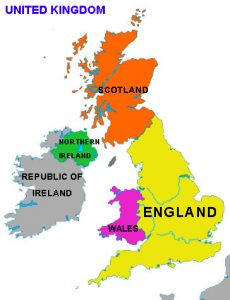 UNITED KINGDOM
SCOTLAND
NORTHERN
IRELAND
REPUBLIC OF
IRELAND
ENGLAND
WALES